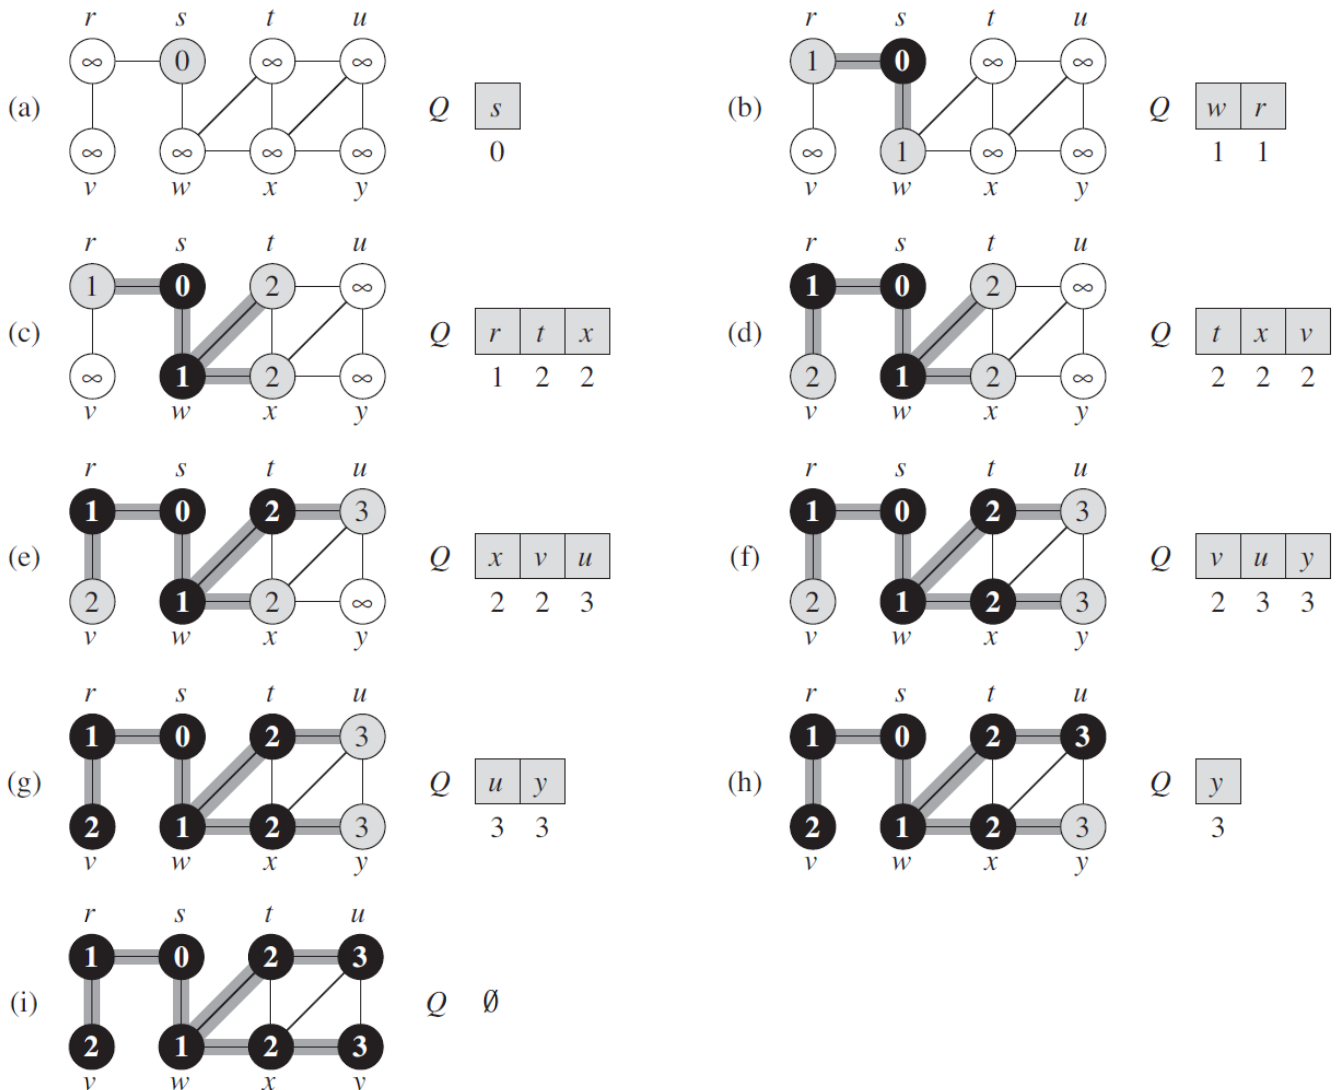 r s t u r s t u
(a) ∞ 0 ∞ ∞ Q s (b) 1 0 ∞ ∞ Q w r
∞ ∞ ∞ ∞ 0 ∞ 1 ∞ ∞ 1 1
v w x y v w x y
r s t u r s t u
(c) 1 0 2 ∞ Q r t x (d) 1 0 2 ∞ Q t x v
∞ 1 2 ∞ 1 2 2 2 1 2 ∞ 2 2 2
v w x y v w x y
r s t u r s t u
(e) 1 0 2 3 Q x v u (f) 1 0 2 3 Q v u y
2 1 2 ∞ 2 2 3 2 1 2 3 2 3 3
v w x y v w x y
r s t u r s t u
(g) 1 0 2 3 Q u y (h) 1 0 2 3 Q y
2 1 2 3 3 3 2 1 2 3 3
v w x y v w x y
r s t u
(i) 1 0 2 3 Q ∅
2 1 2 3
v w x y